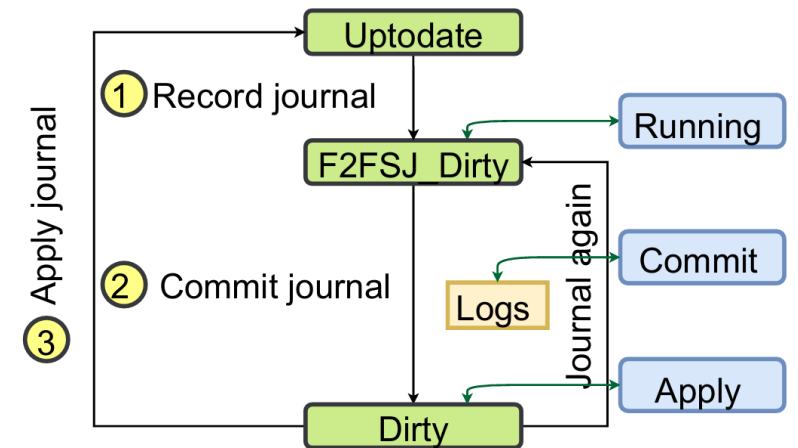 Uptodate
1 Record journal
Running
F2FSJ_Dirty
Apply journal
3
2 Commit journal
Journal again
Commit
Logs
Apply
Dirty